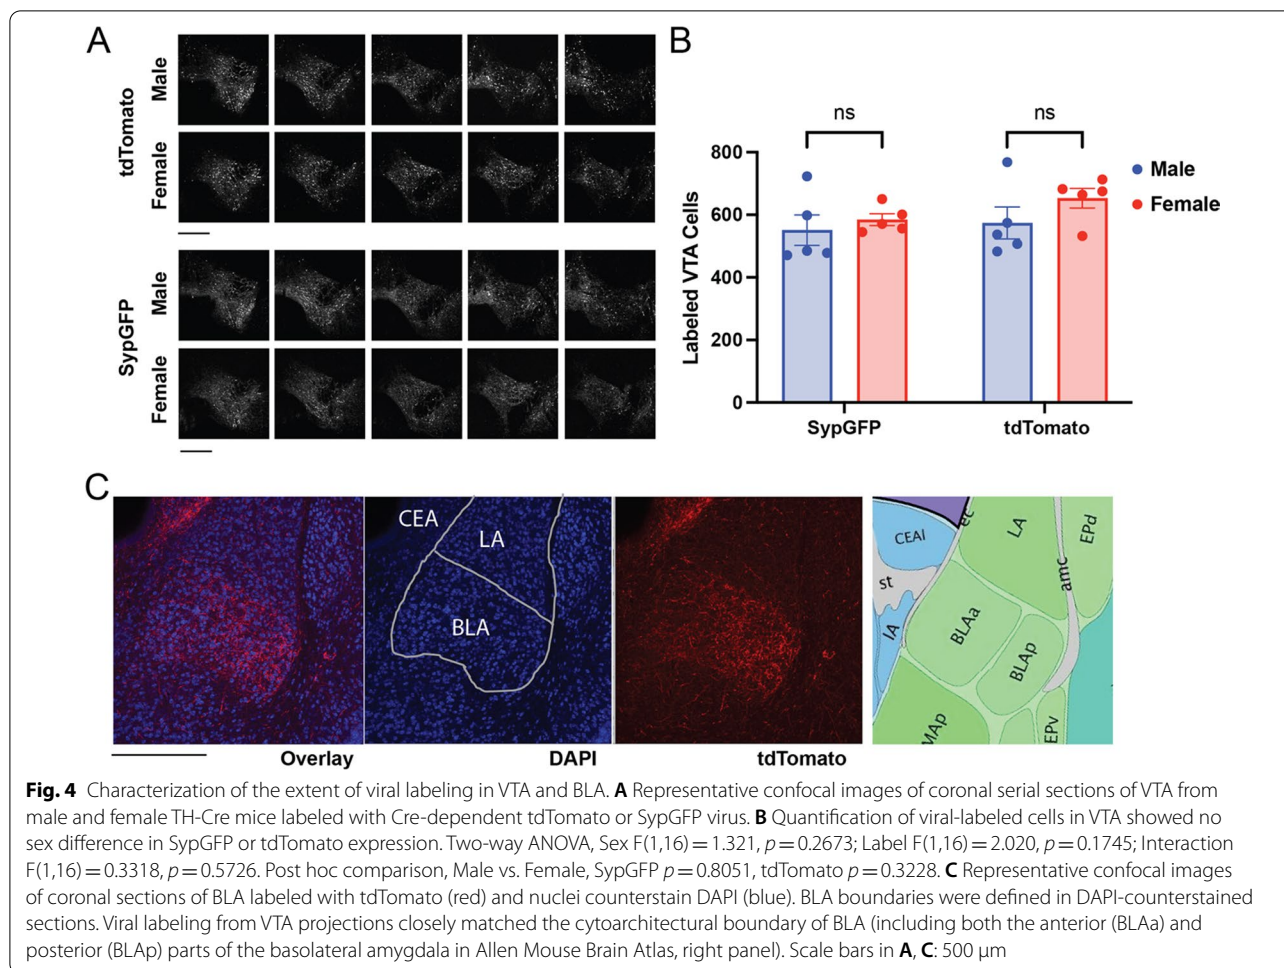 A
tdTomato
Male
Female
SypGFP
Male
Female
B
ns
ns
800
600
400
200
0
Labeled VTA Cells
Male
Female
SypGFP
tdTomato
C
CEA
LA
BLA
CEAl
ec
LA
EPd
st
amc
IA
BLAa
BLAp
MAp
EPv
Overlay
DAPI
tdTomato
Fig. 4 Characterization of the extent of viral labeling in VTA and BLA. A Representative confocal images of coronal serial sections of VTA from
male and female TH-Cre mice labeled with Cre-dependent tdTomato or SypGFP virus. B Quantification of viral-labeled cells in VTA showed no
sex difference in SypGFP or tdTomato expression. Two-way ANOVA, Sex F(1,16) = 1.321, p = 0.2673; Label F(1,16) = 2.020, p = 0.1745; Interaction
F(1,16) = 0.3318, p = 0.5726. Post hoc comparison, Male vs. Female, SypGFP p = 0.8051, tdTomato p = 0.3228. C Representative confocal images
of coronal sections of BLA labeled with tdTomato (red) and nuclei counterstain DAPI (blue). BLA boundaries were defined in DAPI-counterstained
sections. Viral labeling from VTA projections closely matched the cytoarchitectural boundary of BLA (including both the anterior (BLAa) and
posterior (BLAp) parts of the basolateral amygdala in Allen Mouse Brain Atlas, right panel). Scale bars in A, C: 500 μm